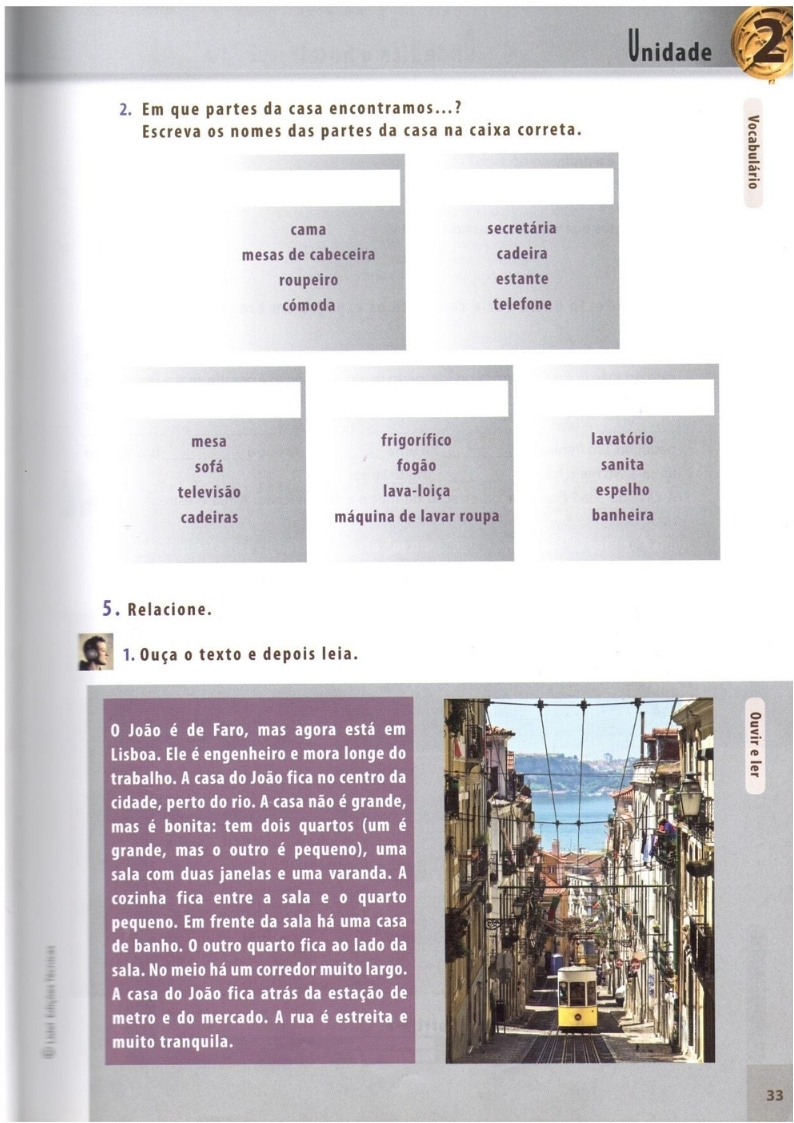 Unidade 2
2. Em que partes da casa encontramos...?
Escreva os nomes das partes da casa na caixa correta.
Vocabulário
cama
mesas de cabeceira
roupeiro
cómoda
secretária
cadeira
estante
telefone
mesa
sofá
televisão
cadeiras
frigorífico
fogão
lava-loiça
máquina de lavar roupa
lavatório
sanita
espelho
banheira
5. Relacione.
1. Ouça o texto e depois leia.
Ouvir e ler
O João é de Faro, mas agora está em
Lisboa. Ele é engenheiro e mora longe do
trabalho. A casa do João fica no centro da
cidade, perto do rio. A casa não é grande,
mas é bonita: tem dois quartos (um é
grande, mas o outro é pequeno), uma
sala com duas janelas e uma varanda. A
cozinha fica entre a sala e o quarto
pequeno. Em frente da sala há uma casa
de banho. O outro quarto fica ao lado da
sala. No meio há um corredor muito largo.
A casa do João fica atrás da estação de
metro e do mercado. A rua é estreita e
muito tranquila.
© Lidel Edições Técnicas
33